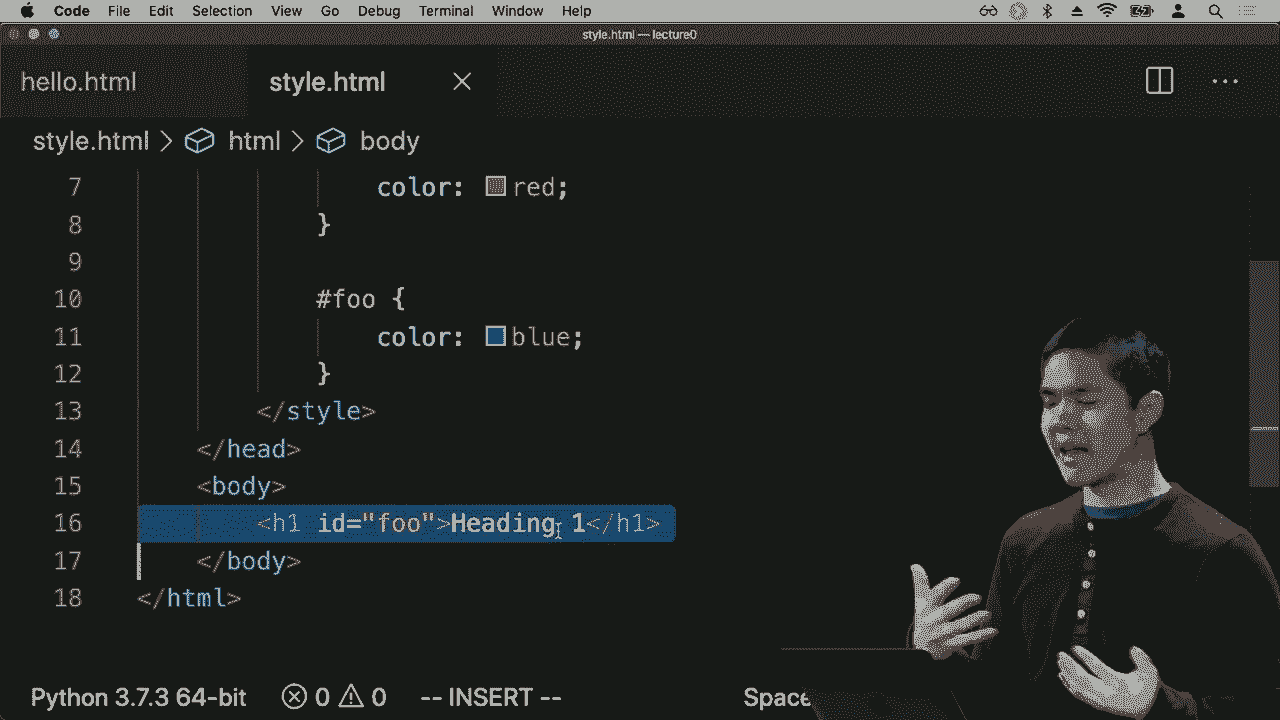 Code File Edit Selection View Go Debug Terminal Window Help
style.html — lecture0
hello.html style.html
style.html html body
7 color: red;
8 }
9
10 #foo {
11 color: blue;
12 }
13 </style>
14 </head>
15 <body>
16 <h1 id="foo">Heading 1</h1>
17 </body>
18 </html>
Python 3.7.3 64-bit 0 0 -- INSERT -- Space